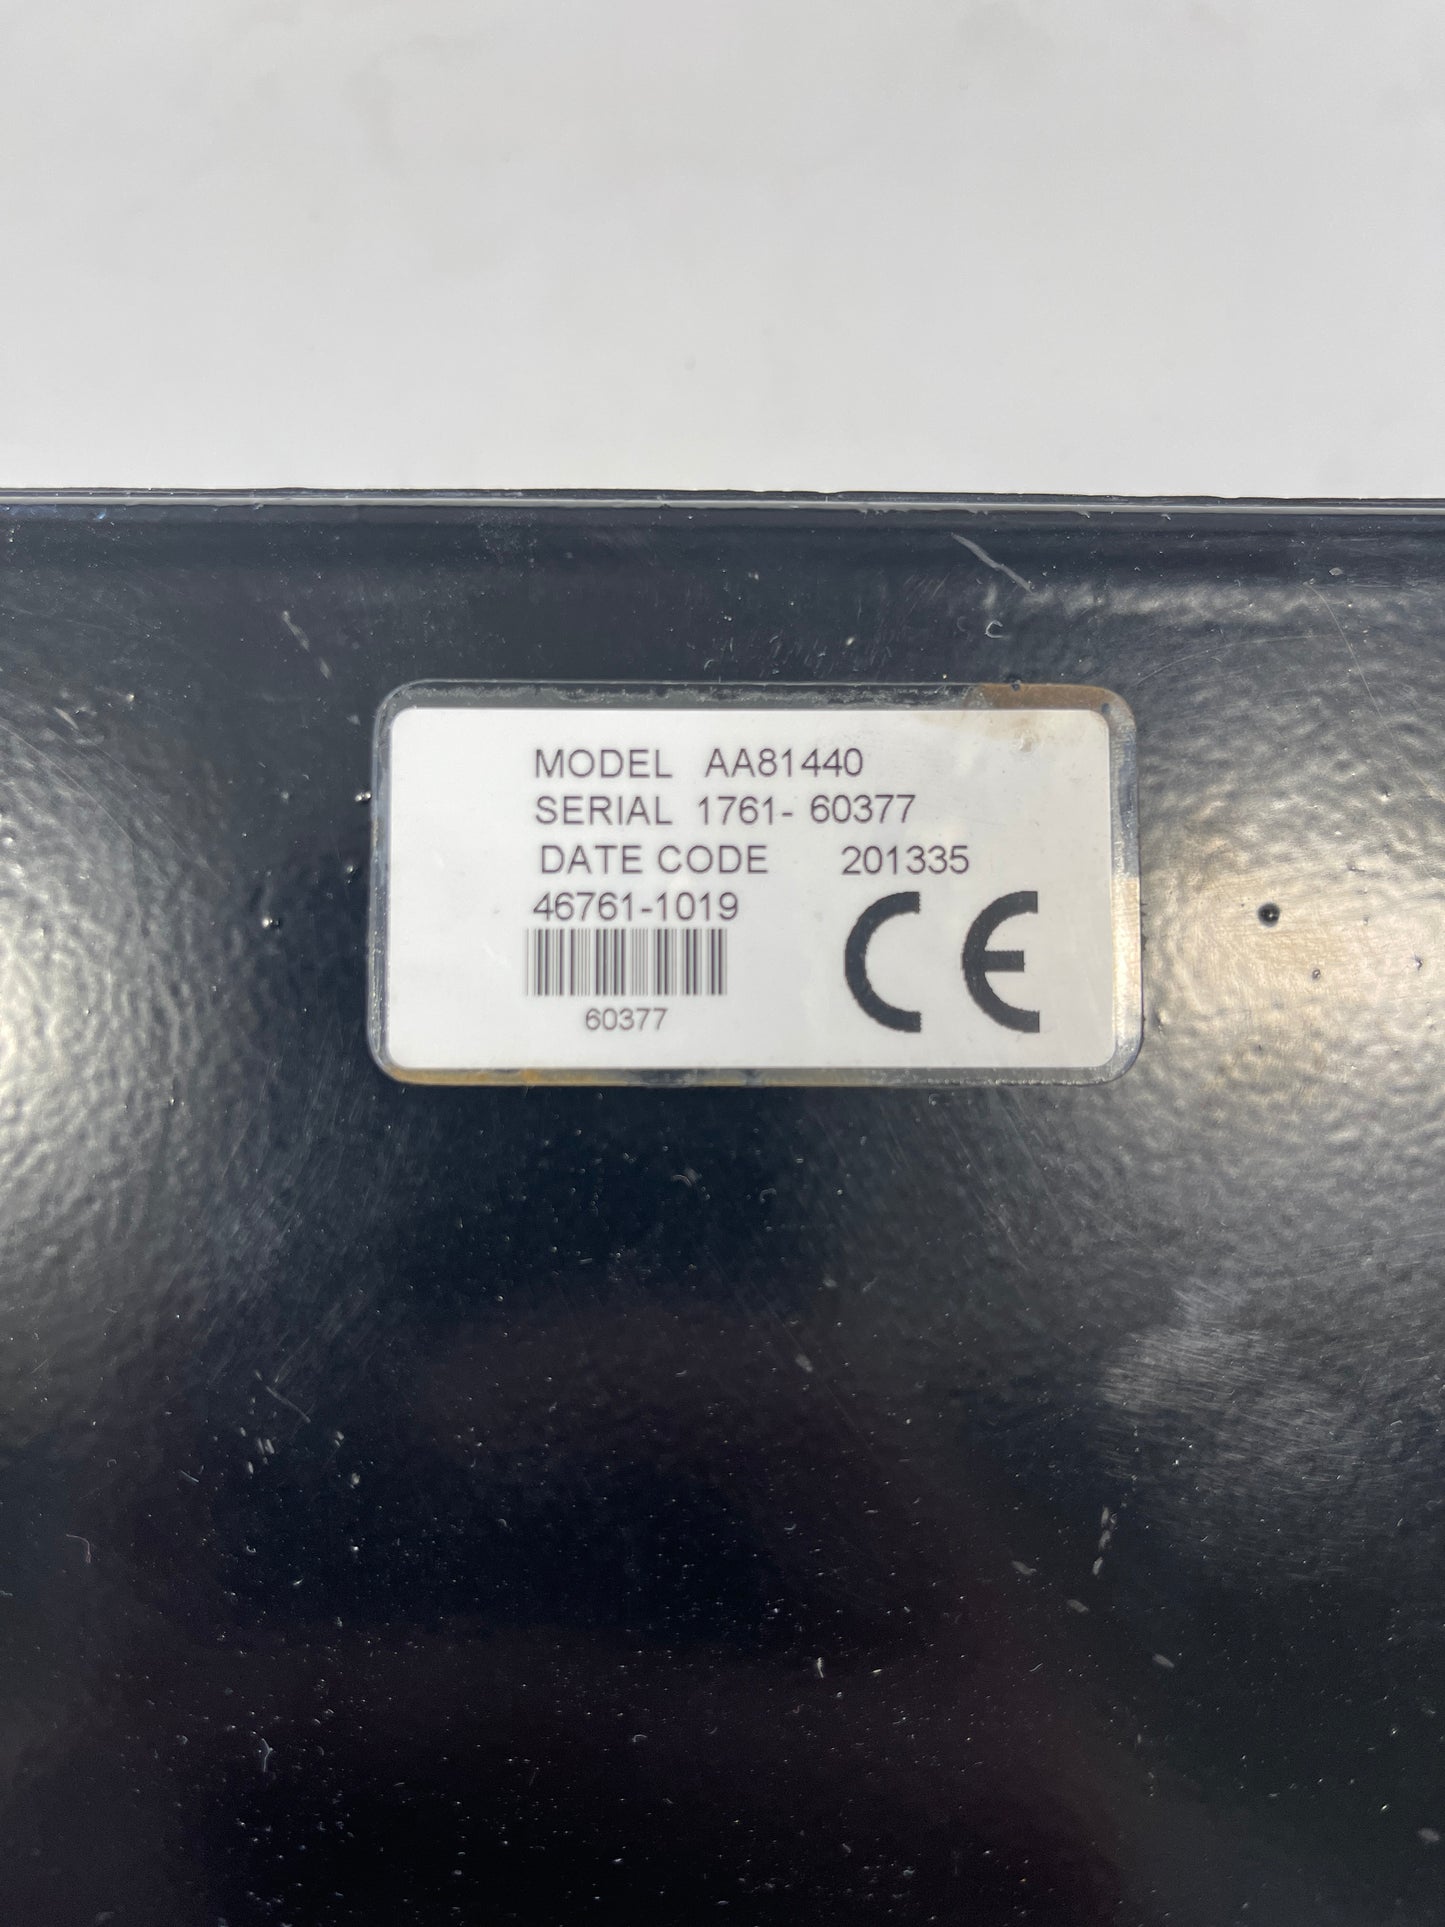 MODEL AA81440
SERIAL 1761- 60377
DATE CODE 201335
46761-1019
CE
60377